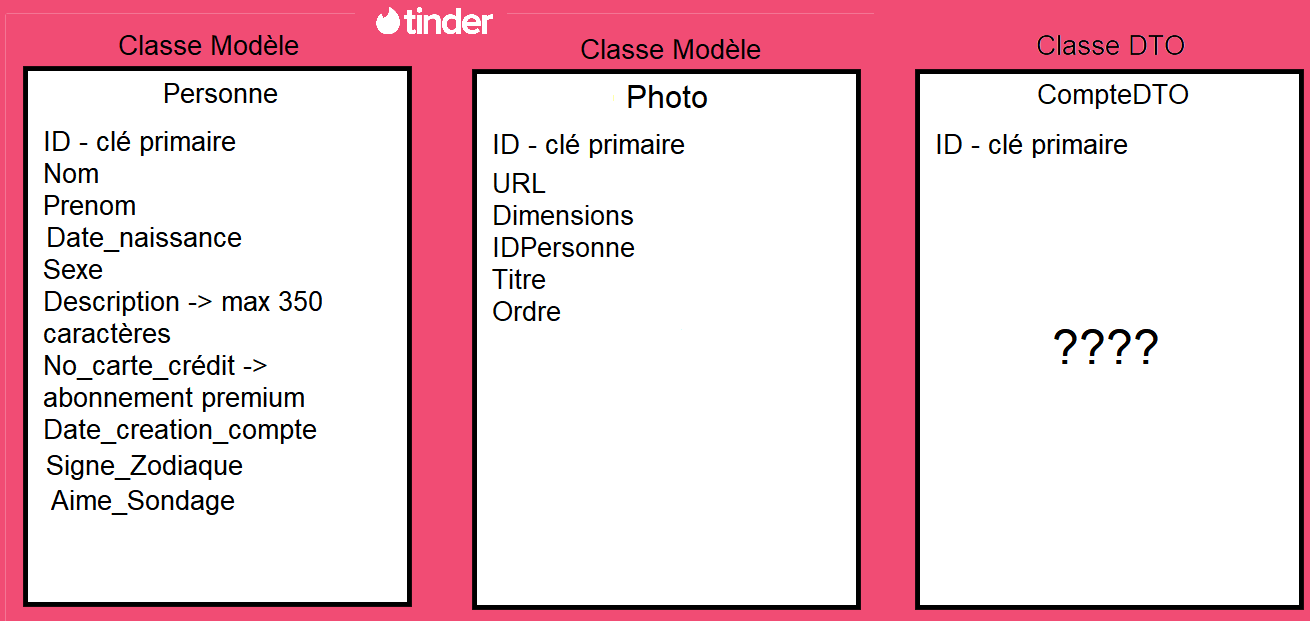 tinder
Classe Modèle
Personne
ID - clé primaire
Nom
Prenom
Date_naissance
Sexe
Description -> max 350
caractères
No_carte_crédit ->
abonnement premium
Date_creation_compte
Signe_Zodiaque
Aime_Sondage
Classe Modèle
Photo
ID - clé primaire
URL
Dimensions
IDPersonne
Titre
Ordre
Classe DTO
CompteDTO
ID - clé primaire
????